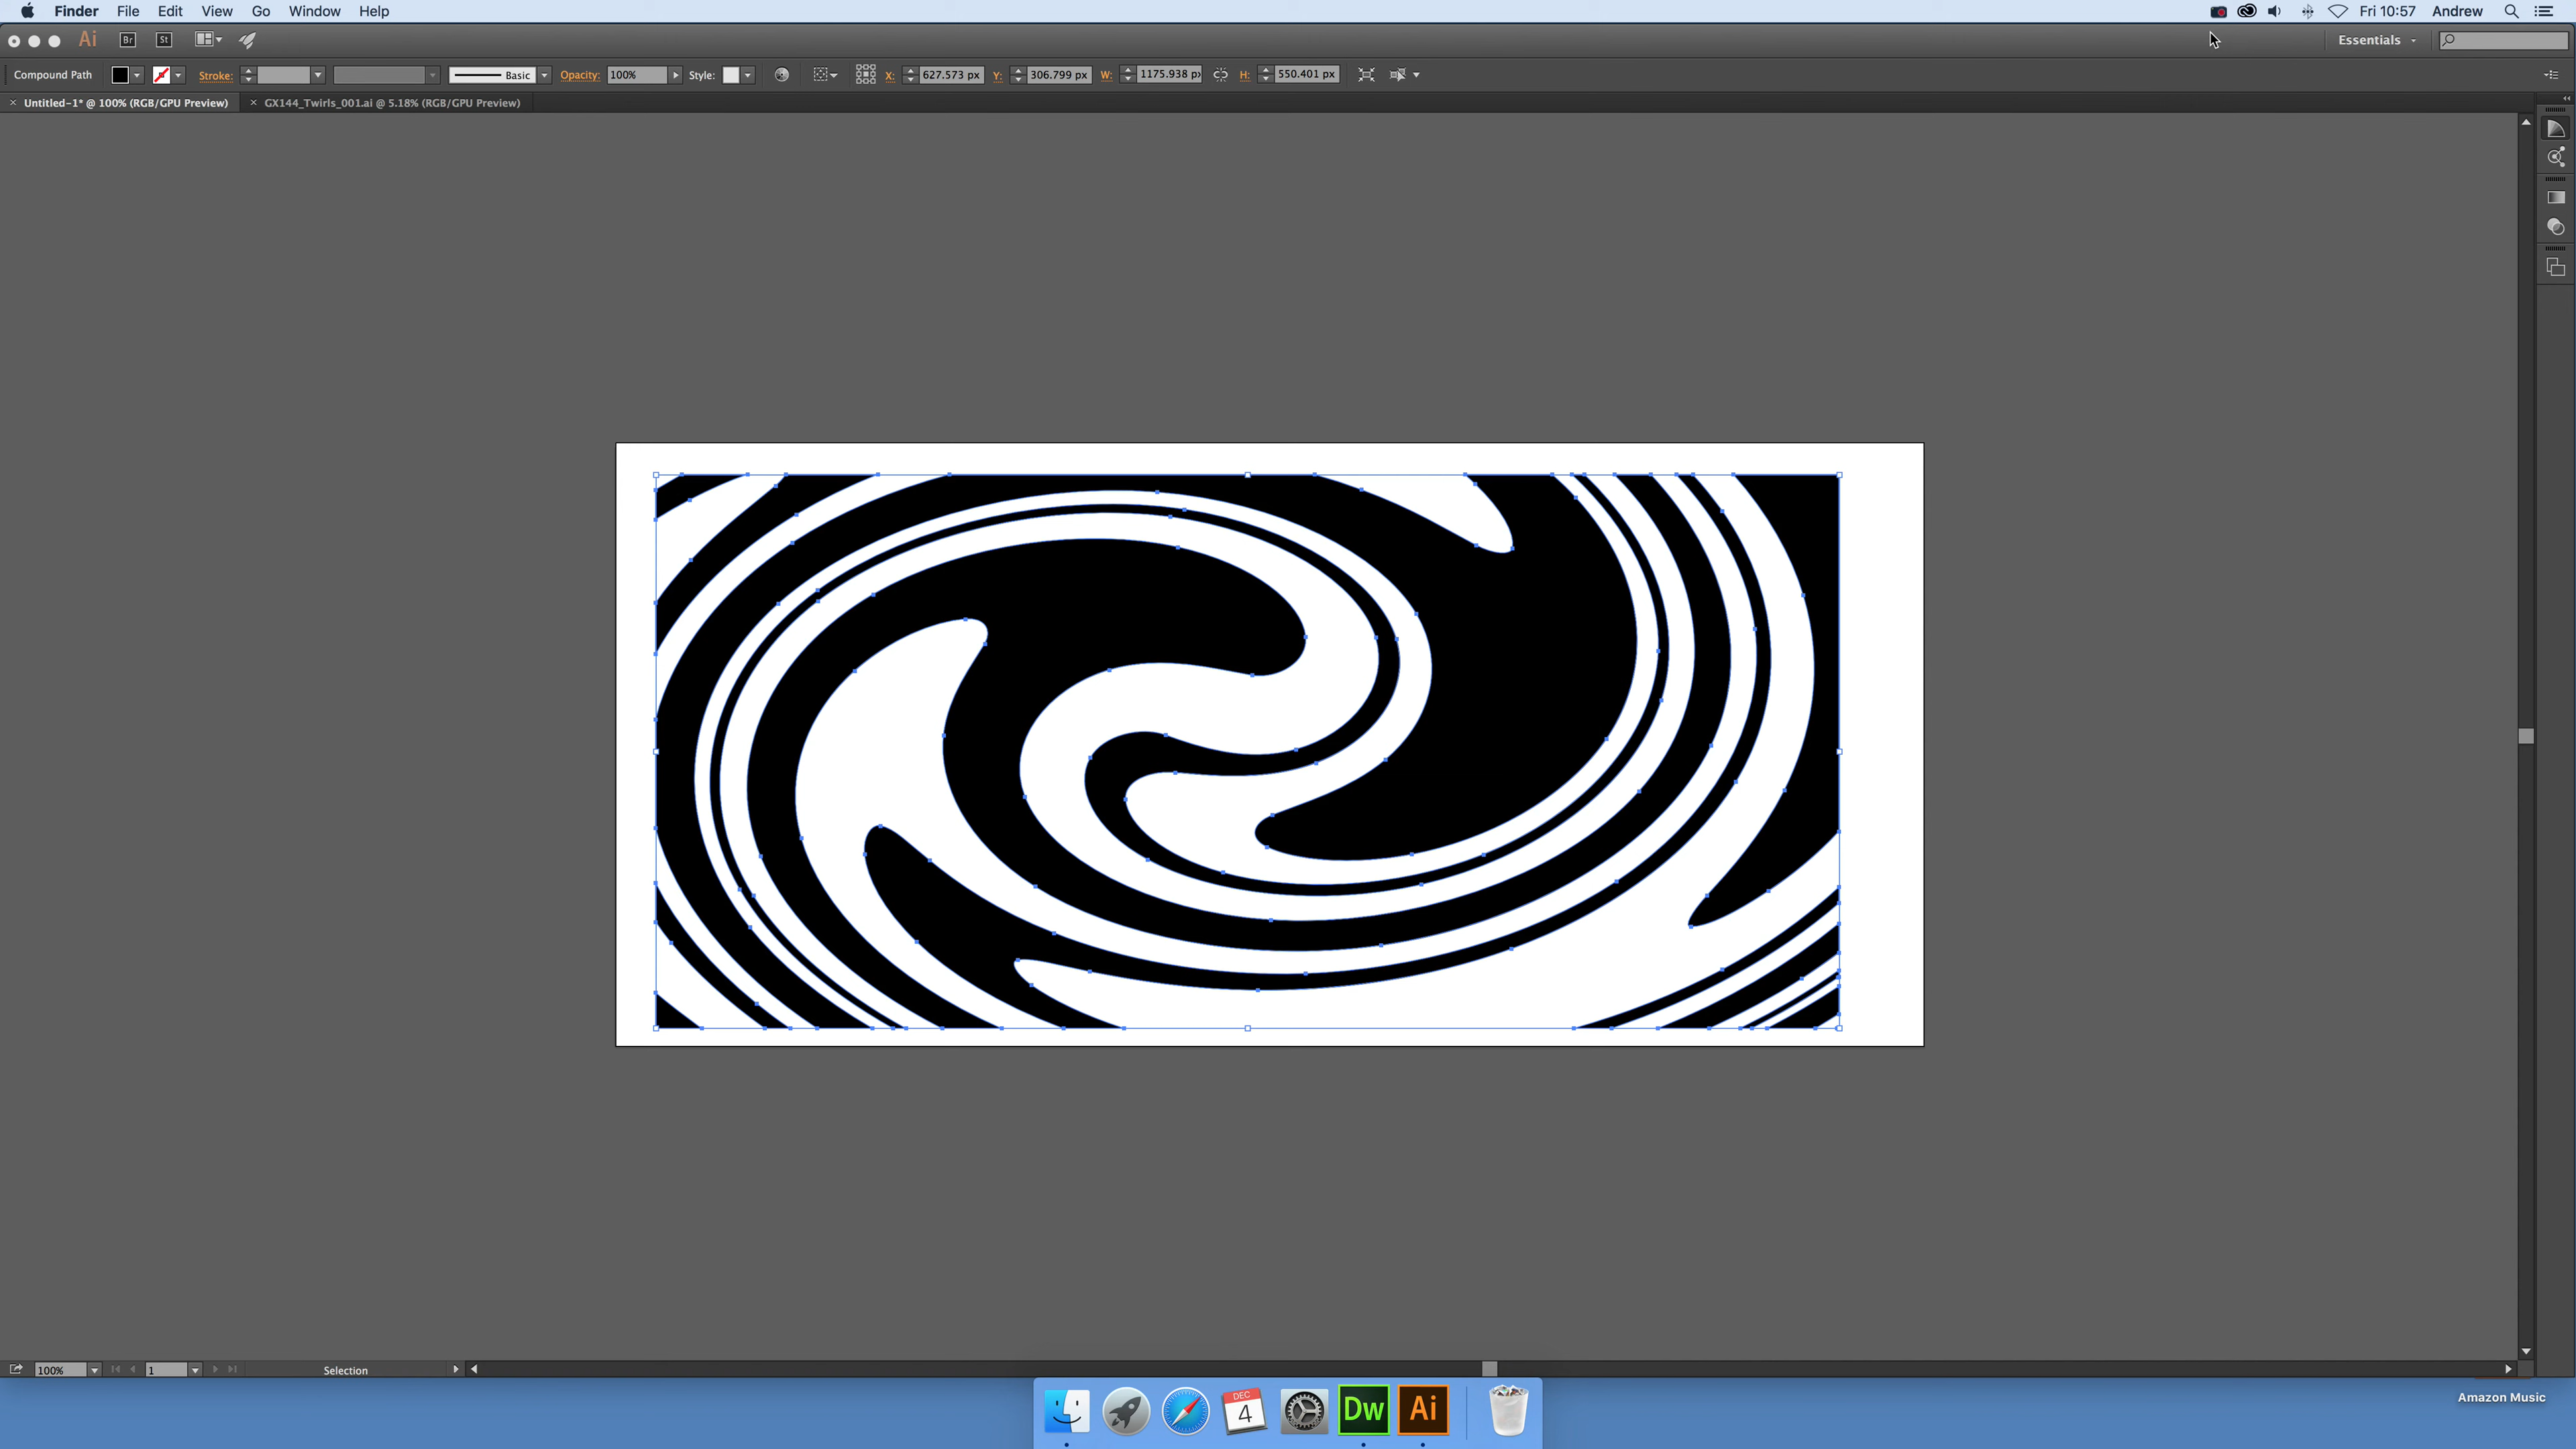 Finder File Edit View Go Window Help Fri 10:57 Andrew
Ai Br St Essentials
Compound Path Stroke: Basic Opacity: 100% Style: X: 627.573 px Y: 306.799 px W: 1175.938 px H: 550.401 px
× Untitled-1* @ 100% (RGB/GPU Preview) × GX144_Twirls_001.ai @ 5.18% (RGB/GPU Preview)
100% 1 Selection
DEC
4
Dw Ai
Amazon Music